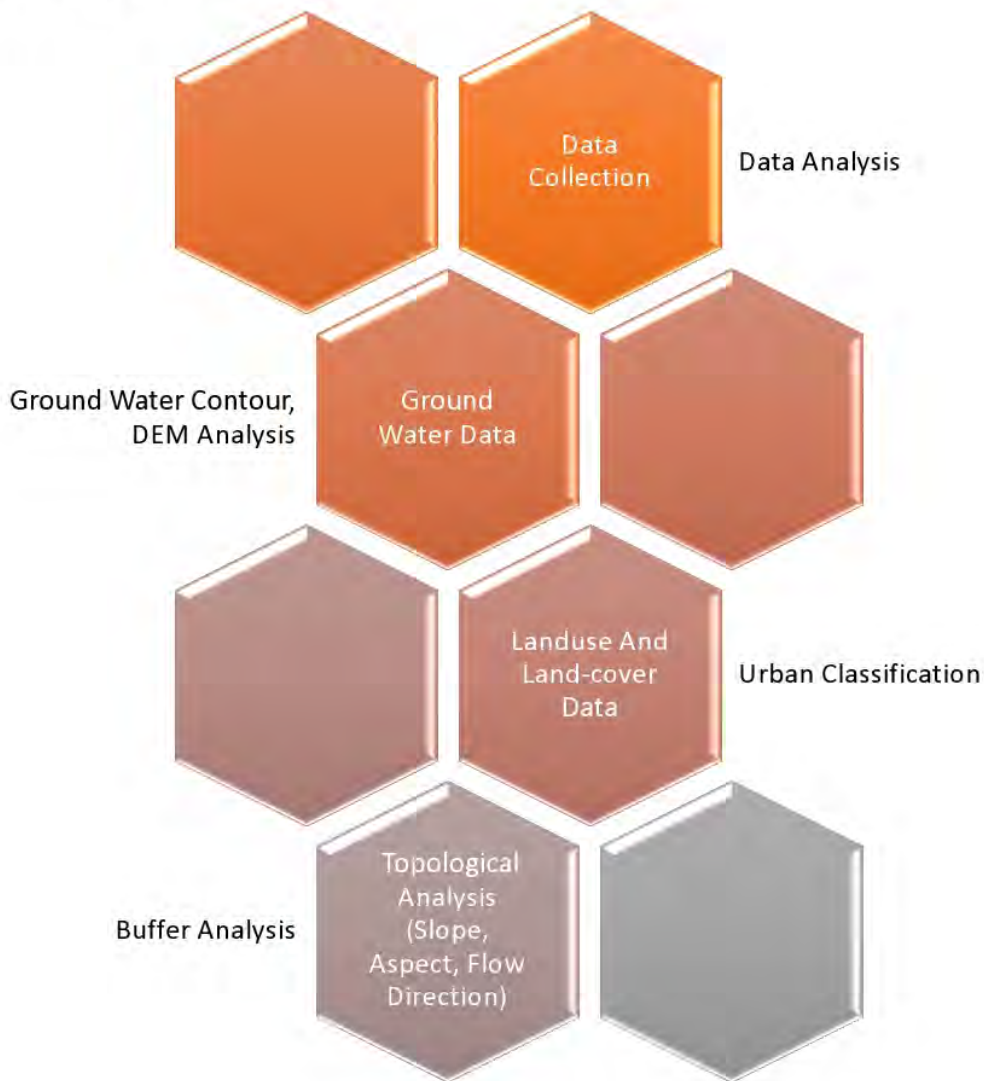 Data
Collection
Data Analysis
Ground Water Contour,
DEM Analysis
Ground
Water Data
Landuse And
Land-cover
Data
Urban Classification
Buffer Analysis
Topological
Analysis
(Slope,
Aspect, Flow
Direction)